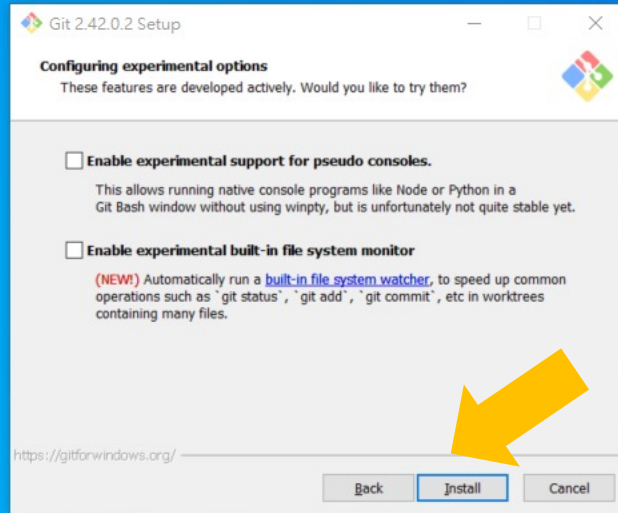 Git 2.42.0.2 Setup
Configuring experimental options
These features are developed actively. Would you like to try them?
Enable experimental support for pseudo consoles.
This allows running native console programs like Node or Python in a
Git Bash window without using winpty, but is unfortunately not quite stable yet.
Enable experimental built-in file system monitor
(NEW!) Automatically run a built-in file system watcher, to speed up common
operations such as `git status`, `git add`, `git commit`, etc in worktrees
containing many files.
https://gitforwindows.org/
Back Install Cancel